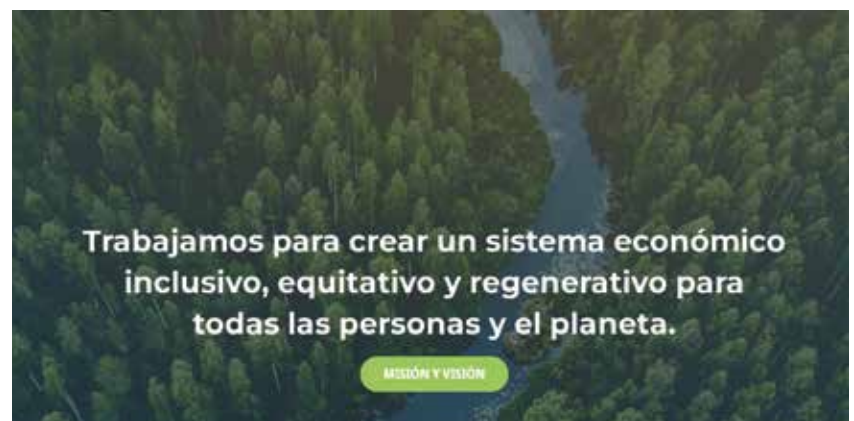 Trabajamos para crear un sistema económico
inclusivo, equitativo y regenerativo para
todas las personas y el planeta.
MISIÓN Y VISIÓN